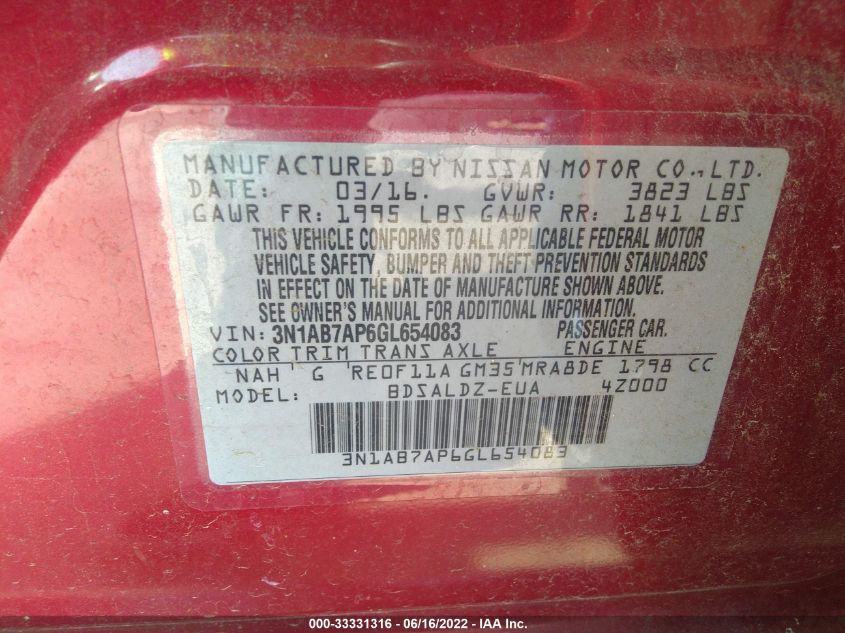 MANUFACTURED BY NISSAN MOTOR CO.,LTD.
DATE: 03/16. GVWR: 3823 LBS
GAWR FR: 1995 LBS GAWR RR: 1841 LBS
THIS VEHICLE CONFORMS TO ALL APPLICABLE FEDERAL MOTOR
VEHICLE SAFETY, BUMPER AND THEFT PREVENTION STANDARDS
IN EFFECT ON THE DATE OF MANUFACTURE SHOWN ABOVE.
SEE OWNER'S MANUAL FOR ADDITIONAL INFORMATION.
VIN: 3N1AB7AP6GL654083 PASSENGER CAR.
COLOR TRIM TRANS AXLE ENGINE
NAH G RE0F11A GM35 MRA8DE 1798 CC
MODEL: BDSALDZ-EUA 4Z000
3N1AB7AP6GL654083
000-33331316 - 06/16/2022 - IAA Inc.